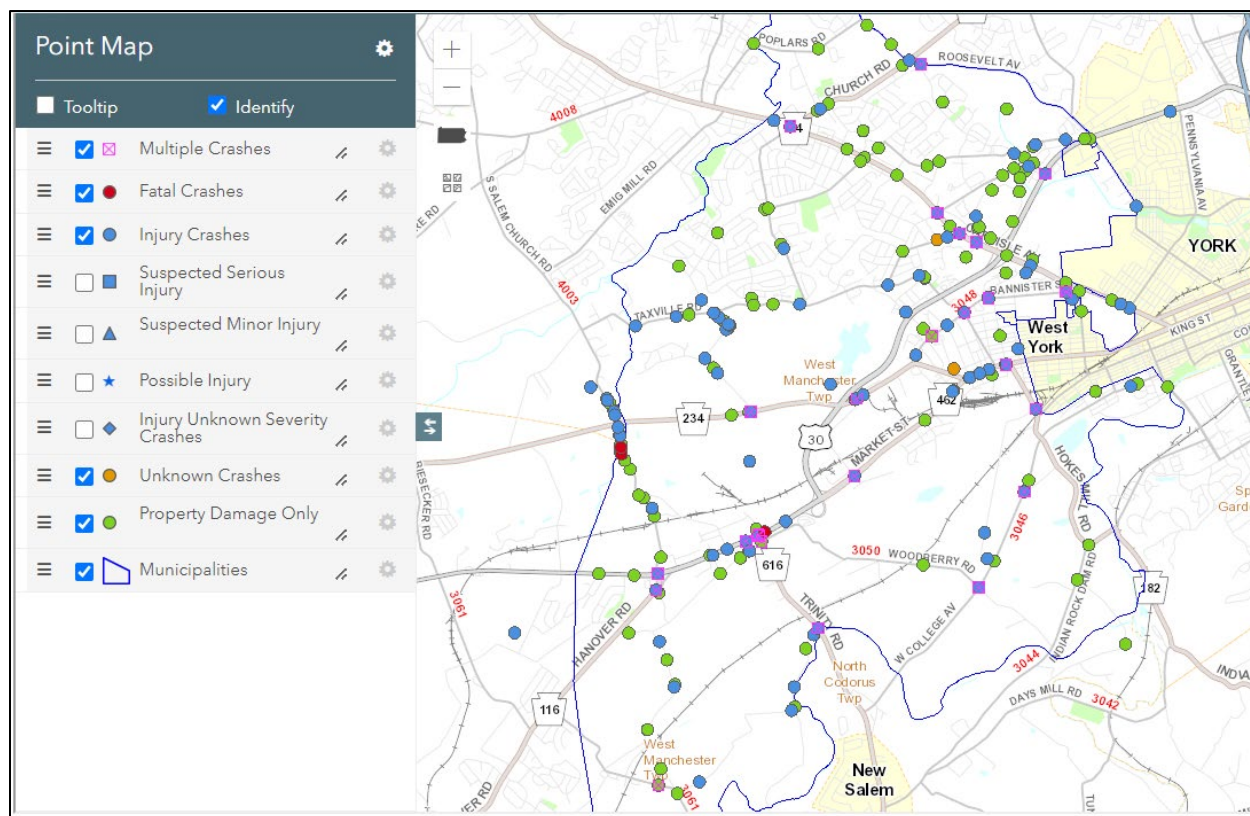 Point Map
Tooltip
Identify
Multiple Crashes
Fatal Crashes
Injury Crashes
Suspected Serious
Injury
Suspected Minor Injury
Possible Injury
Injury Unknown Severity
Crashes
Unknown Crashes
Property Damage Only
Municipalities
POPLARS RD
ROOSEVELT AV
CHURCH RD
4008
PENNSYLVANIA AV
EMIG MILL RD
S SALEM CHURCH RD
YORK
4003
BANNISTER S
3048
TAXVILLE RD
KING ST
West
York
West
Manchester
Twp
462
234
30
MARKET ST
HOKES MILL RD
3046
3050
WOODBERRY RD
616
3061
HANOVER RD
TRINITY RD
W COLLEGE AV
INDIAN ROCK DAM RD
182
3044
North
Codorus
Twp
DAYS MILL RD
3042
116
West
Manchester
3061
New
Salem